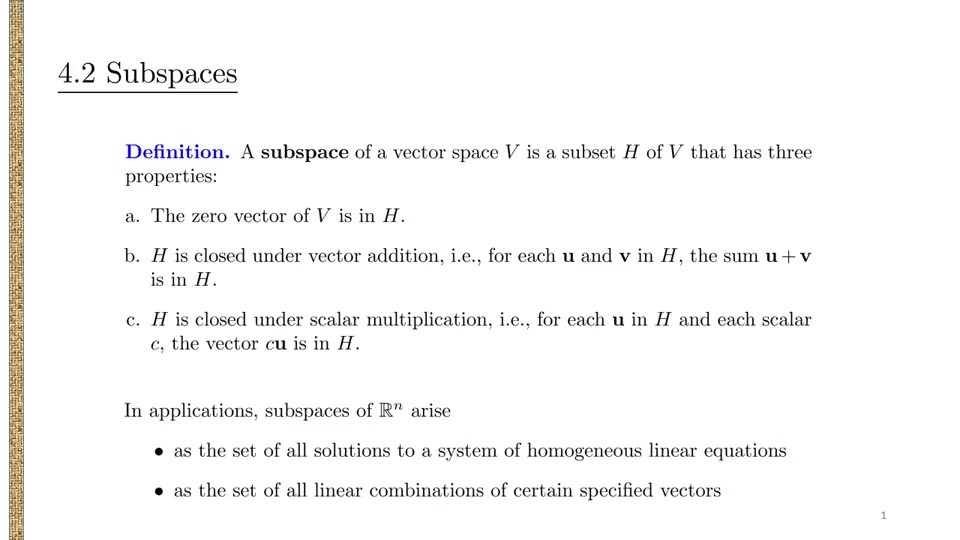 4.2 Subspaces
Definition. A subspace of a vector space V is a subset H of V that has three
properties:
a. The zero vector of V is in H.
b. H is closed under vector addition, i.e., for each u and v in H, the sum u + v
is in H.
c. H is closed under scalar multiplication, i.e., for each u in H and each scalar
c, the vector cu is in H.
In applications, subspaces of ℝⁿ arise
• as the set of all solutions to a system of homogeneous linear equations
• as the set of all linear combinations of certain specified vectors
1